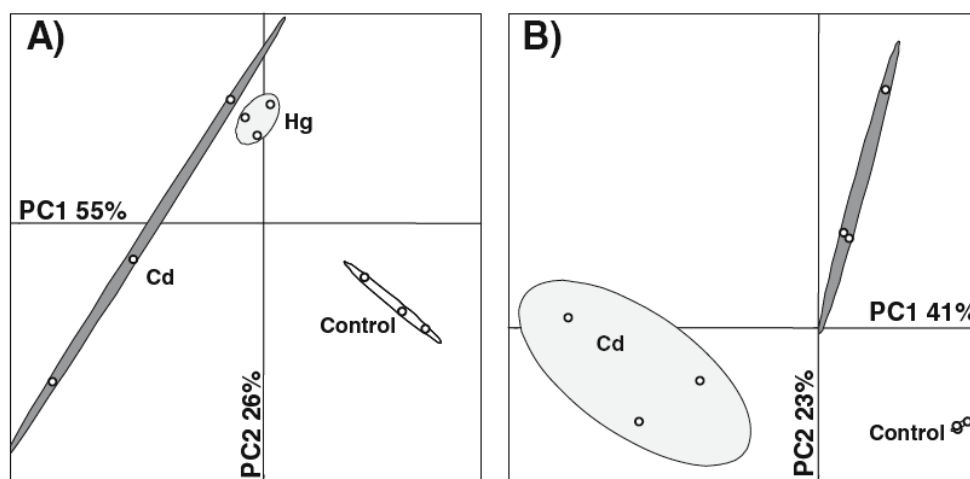 A)
Hg
PC1 55%
Cd
Control
PC2 26%
B)
PC1 41%
Cd
PC2 23%
Control